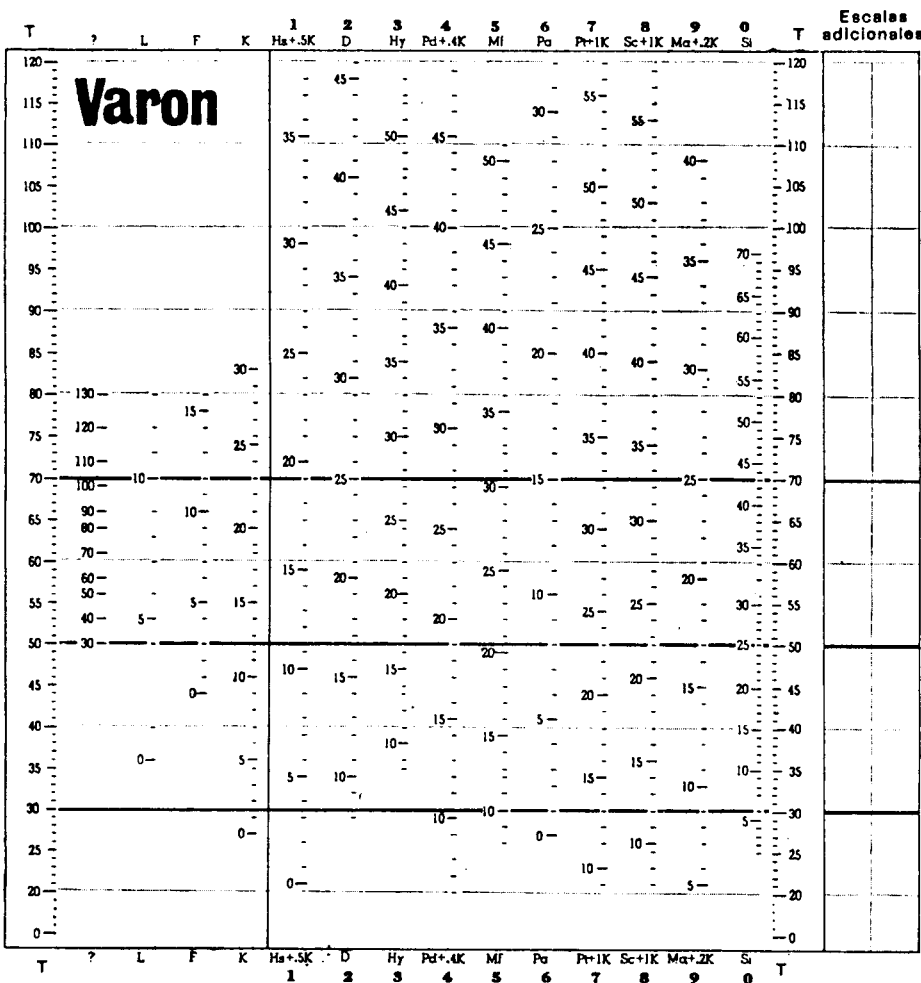 1 2 3 4 5 6 7 8 9 0 Escalas
T ? L F K Hs+.5K D Hy Pd+.4K Mf Pa Pt+1K Sc+1K Ma+.2K Si T adicionales
120 120
45
55
115 Varon 30 115
55
35 50 45
110 110
50 40
105 40 50 105
45 50
100 40 25 100
30 45 70
95 35 45 45 35 95
40 65
90 90
35 40 60
85 25 35 20 40 40 85
30 30 30 55
80 130 80
15 35 50
120 30
75 25 30 35 35 75
110 20 45
70 10 25 15 25 70
100 30
40
90 10 25 30
65 80 20 25 30 65
70 35
60 60
60 15 20 25 20
50 20 10
55 5 15 25 30 55
40 5 20 25
50 30 25 50
20
10 10 15
45 15 20 15 20 45
0 20
40 15 5 40
10 15 15
35 0 5 15 10 35
5 10 15 10
30 10 30
10 5
0 0
25 10 25
10
20 0 5 20
0 0
T ? L F K Hs+.5K D Hy Pd+.4K Mf Pa Pt+1K Sc+1K Ma+.2K Si T
1 2 3 4 5 6 7 8 9 0